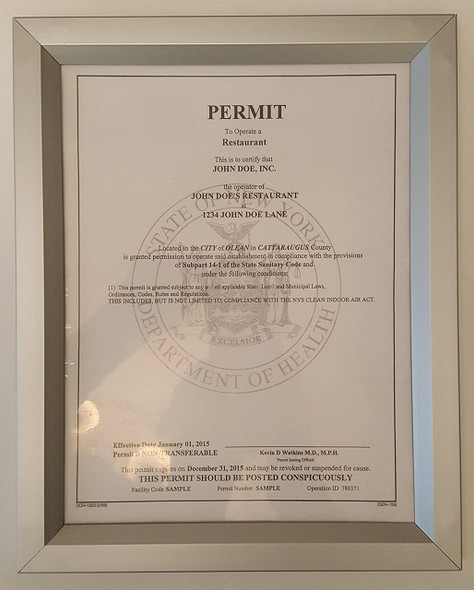 PERMIT
To Operate a
Restaurant
This is to certify that
JOHN DOE, INC.
the operator of
JOHN DOE'S RESTAURANT
at
1234 JOHN DOE LANE
Located in the CITY of OLEAN in CATTARAUGUS County
is granted permission to operate said establishment in compliance with the provisions
of Subpart 14-1 of the State Sanitary Code and
under the following conditions:
(1) This permit is granted subject to any and all applicable State, Local and Municipal Laws,
Ordinances, Codes, Rules and Regulations.
THIS INCLUDES, BUT IS NOT LIMITED TO, COMPLIANCE WITH THE NYS CLEAN INDOOR AIR ACT.
STATE OF NEW YORK
EXCELSIOR
DEPARTMENT OF HEALTH
Effective Date January 01, 2015
Permit is NON-TRANSFERABLE
Kevin D Watkins M.D., M.P.H.
Permit Issuing Official
This permit expires on December 31, 2015 and may be revoked or suspended for cause.
THIS PERMIT SHOULD BE POSTED CONSPICUOUSLY
Facility Code SAMPLE Permit Number SAMPLE Operation ID 780371